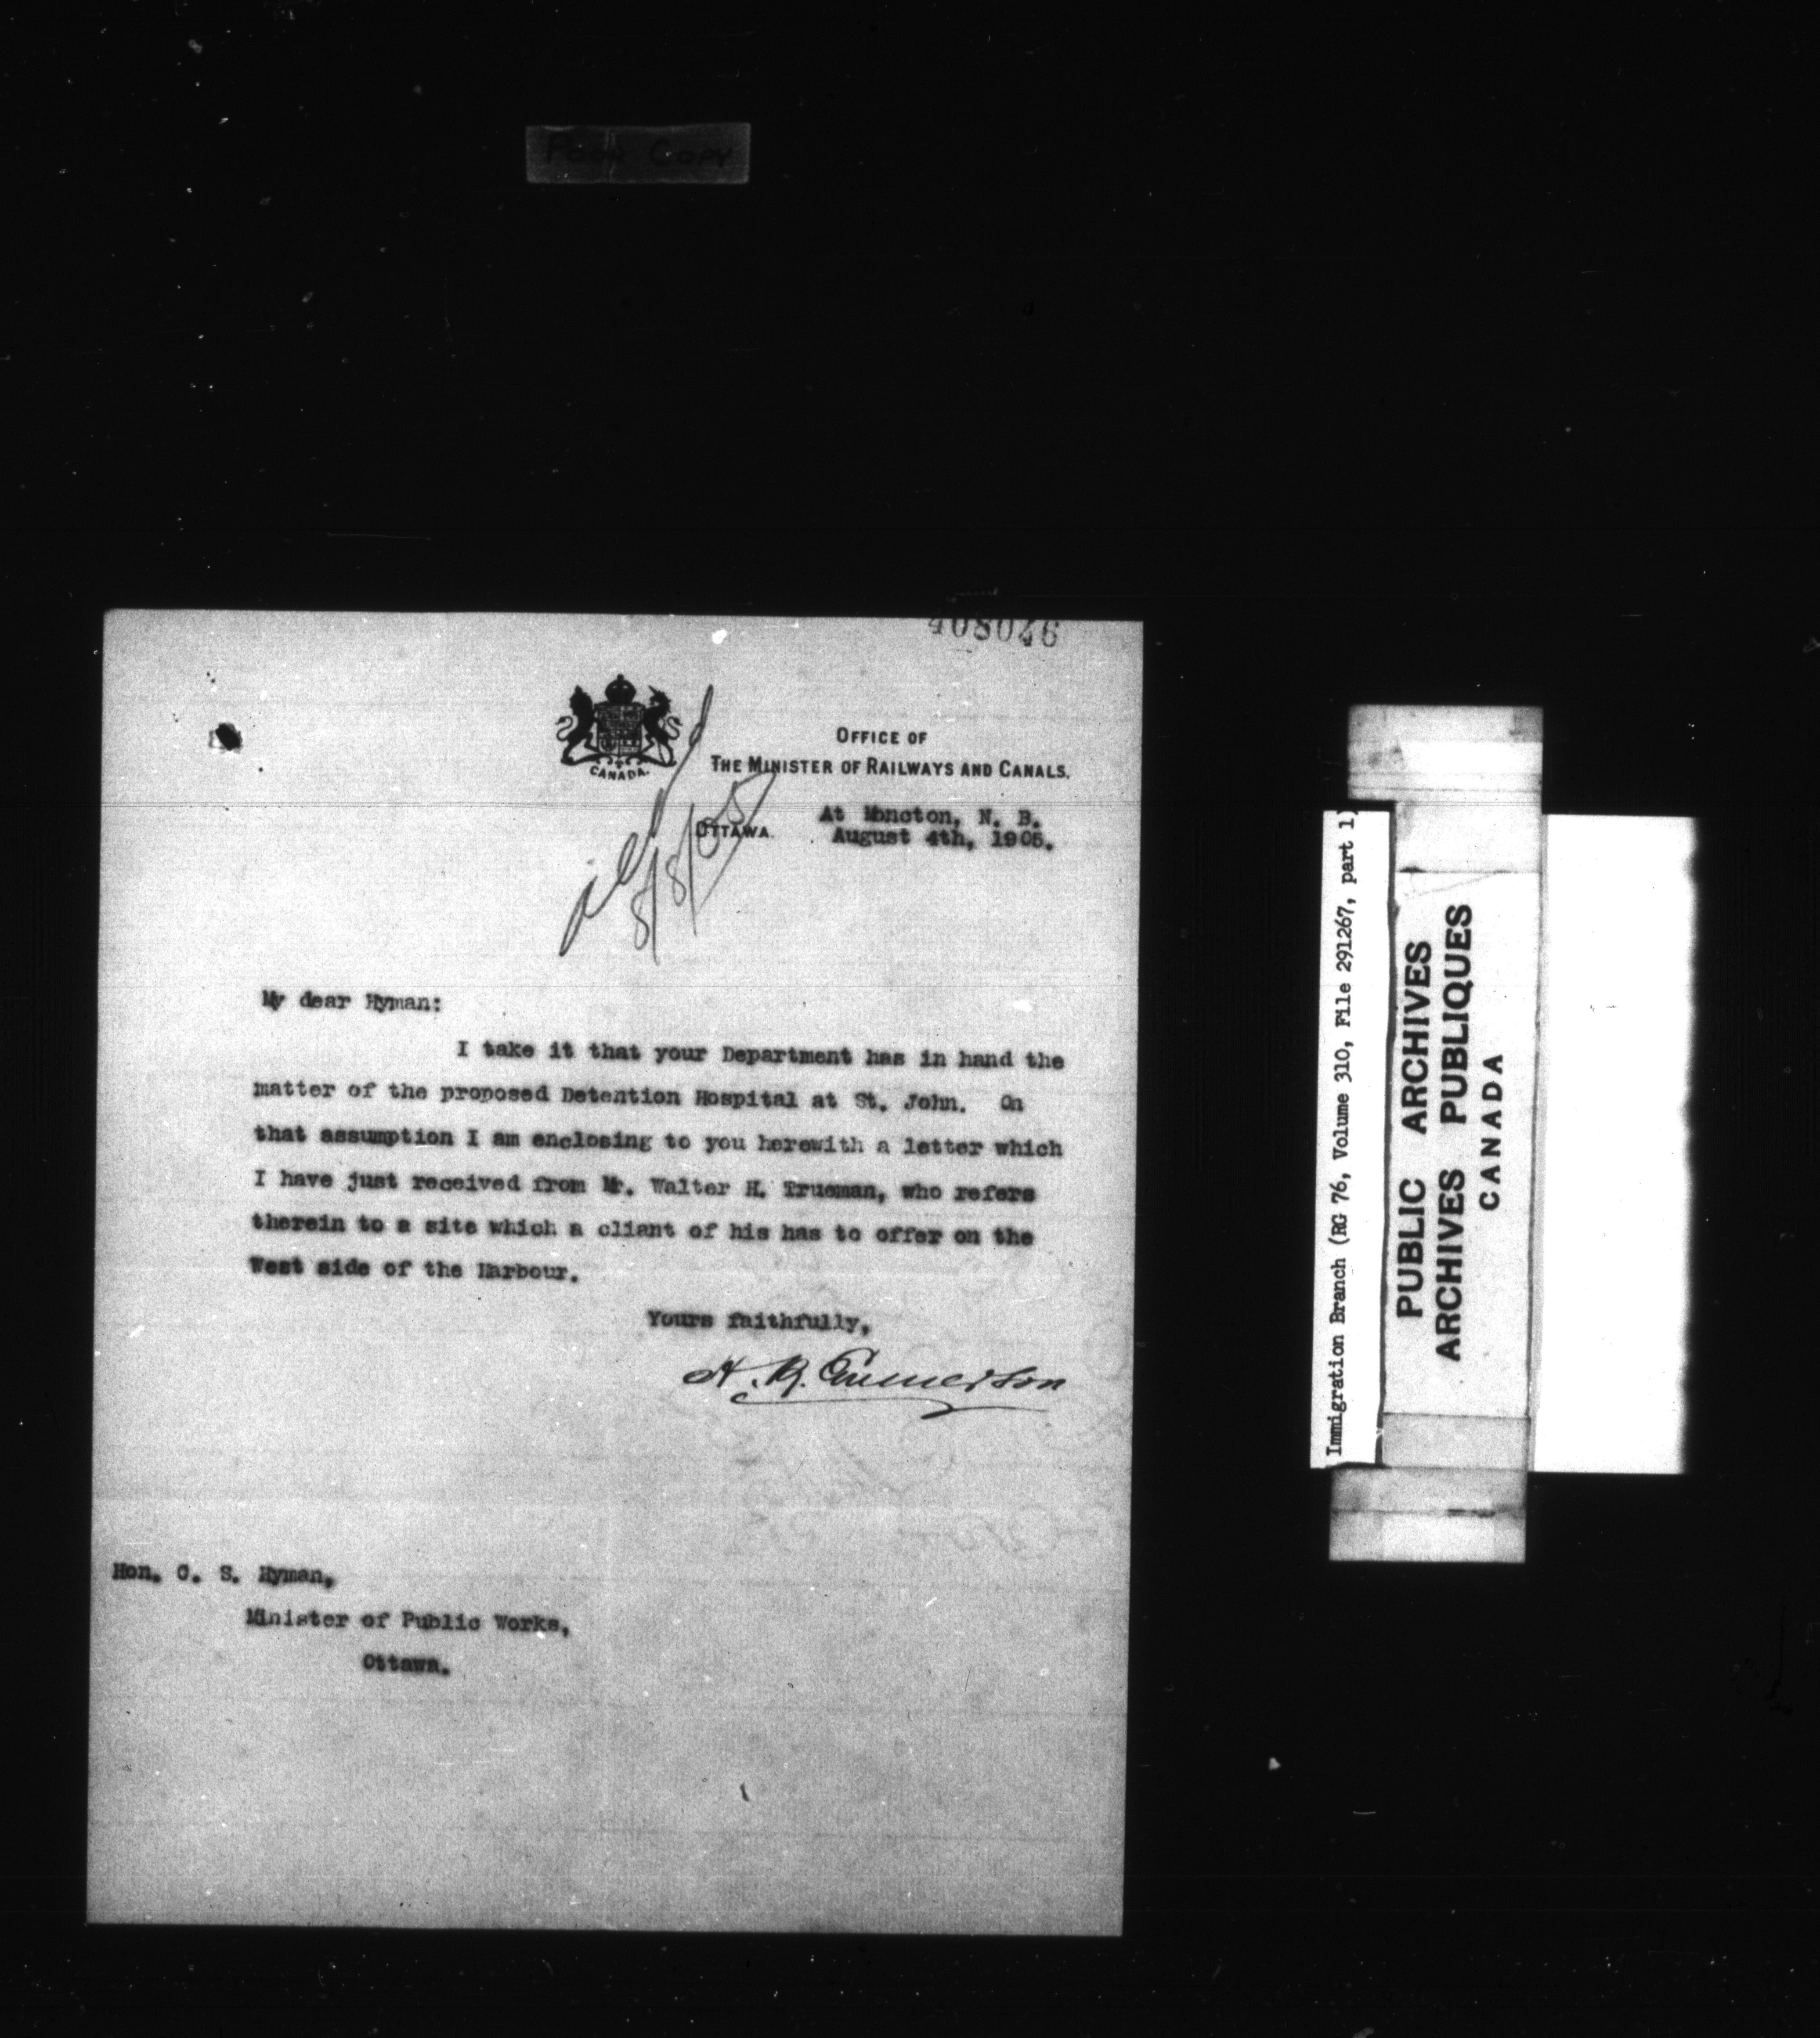 Poor Copy
408046
CANADA.
OFFICE OF
THE MINISTER OF RAILWAYS AND CANALS.
OTTAWA.
At Moncton, N. B.
August 4th, 1905.
8/8/05
My dear Hyman:
I take it that your Department has in hand the
matter of the proposed Detention Hospital at St. John. On
that assumption I am enclosing to you herewith a letter which
I have just received from Mr. Walter H. Trueman, who refers
therein to a site which a client of his has to offer on the
West side of the Harbour.
Yours faithfully,
H. R. Emmerson
Hon. C. S. Hyman,
Minister of Public Works,
Ottawa.
Immigration Branch (RG 76, Volume 310, File 291267, part 1)
PUBLIC ARCHIVES
ARCHIVES PUBLIQUES
CANADA